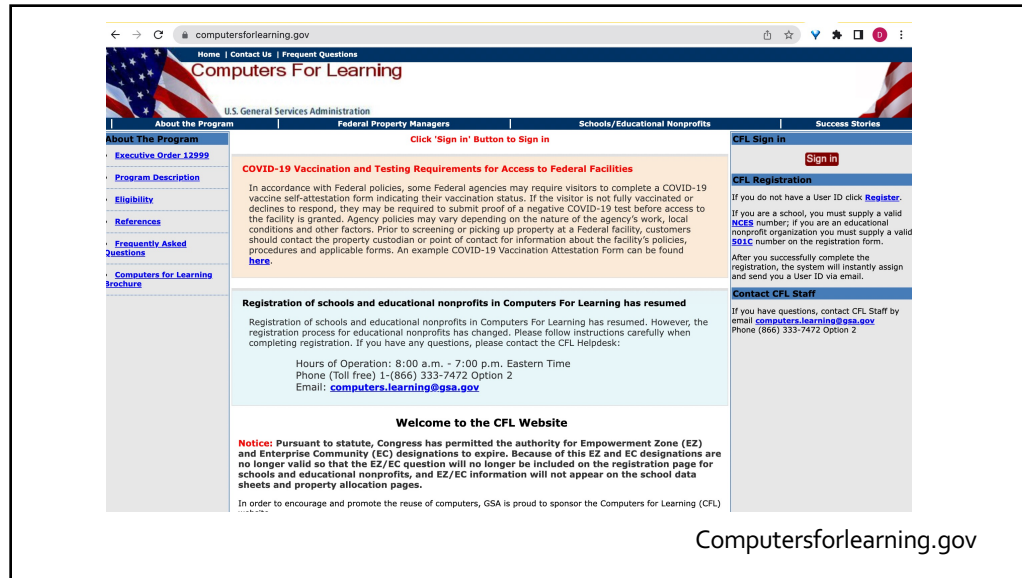 computersforlearning.gov
D
Home | Contact Us | Frequent Questions
Computers For Learning
U.S. General Services Administration
About the Program | Federal Property Managers | Schools/Educational Nonprofits | Success Stories
About The Program
Executive Order 12999
Program Description
Eligibility
References
Frequently Asked
Questions
Computers for Learning
Brochure
Click 'Sign in' Button to Sign in
COVID-19 Vaccination and Testing Requirements for Access to Federal Facilities
In accordance with Federal policies, some Federal agencies may require visitors to complete a COVID-19
vaccine self-attestation form indicating their vaccination status. If the visitor is not fully vaccinated or
declines to respond, they may be required to submit proof of a negative COVID-19 test before access to
the facility is granted. Agency policies may vary depending on the nature of the agency's work, local
conditions and other factors. Prior to screening or picking up property at a Federal facility, customers
should contact the property custodian or point of contact for information about the facility's policies,
procedures and applicable forms. An example COVID-19 Vaccination Attestation Form can be found
here.
Registration of schools and educational nonprofits in Computers For Learning has resumed
Registration of schools and educational nonprofits in Computers For Learning has resumed. However, the
registration process for educational nonprofits has changed. Please follow instructions carefully when
completing registration. If you have any questions, please contact the CFL Helpdesk:
Hours of Operation: 8:00 a.m. - 7:00 p.m. Eastern Time
Phone (Toll free) 1-(866) 333-7472 Option 2
Email: computers.learning@gsa.gov
Welcome to the CFL Website
Notice: Pursuant to statute, Congress has permitted the authority for Empowerment Zone (EZ)
and Enterprise Community (EC) designations to expire. Because of this EZ and EC designations are
no longer valid so that the EZ/EC question will no longer be included on the registration page for
schools and educational nonprofits, and EZ/EC information will not appear on the school data
sheets and property allocation pages.
In order to encourage and promote the reuse of computers, GSA is proud to sponsor the Computers for Learning (CFL)
CFL Sign in
Sign in
CFL Registration
If you do not have a User ID click Register.
If you are a school, you must supply a valid
NCES number; if you are an educational
nonprofit organization you must supply a valid
501C number on the registration form.
After you successfully complete the
registration, the system will instantly assign
and send you a User ID via email.
Contact CFL Staff
If you have questions, contact CFL Staff by
email computers.learning@gsa.gov
Phone (866) 333-7472 Option 2
Computersforlearning.gov